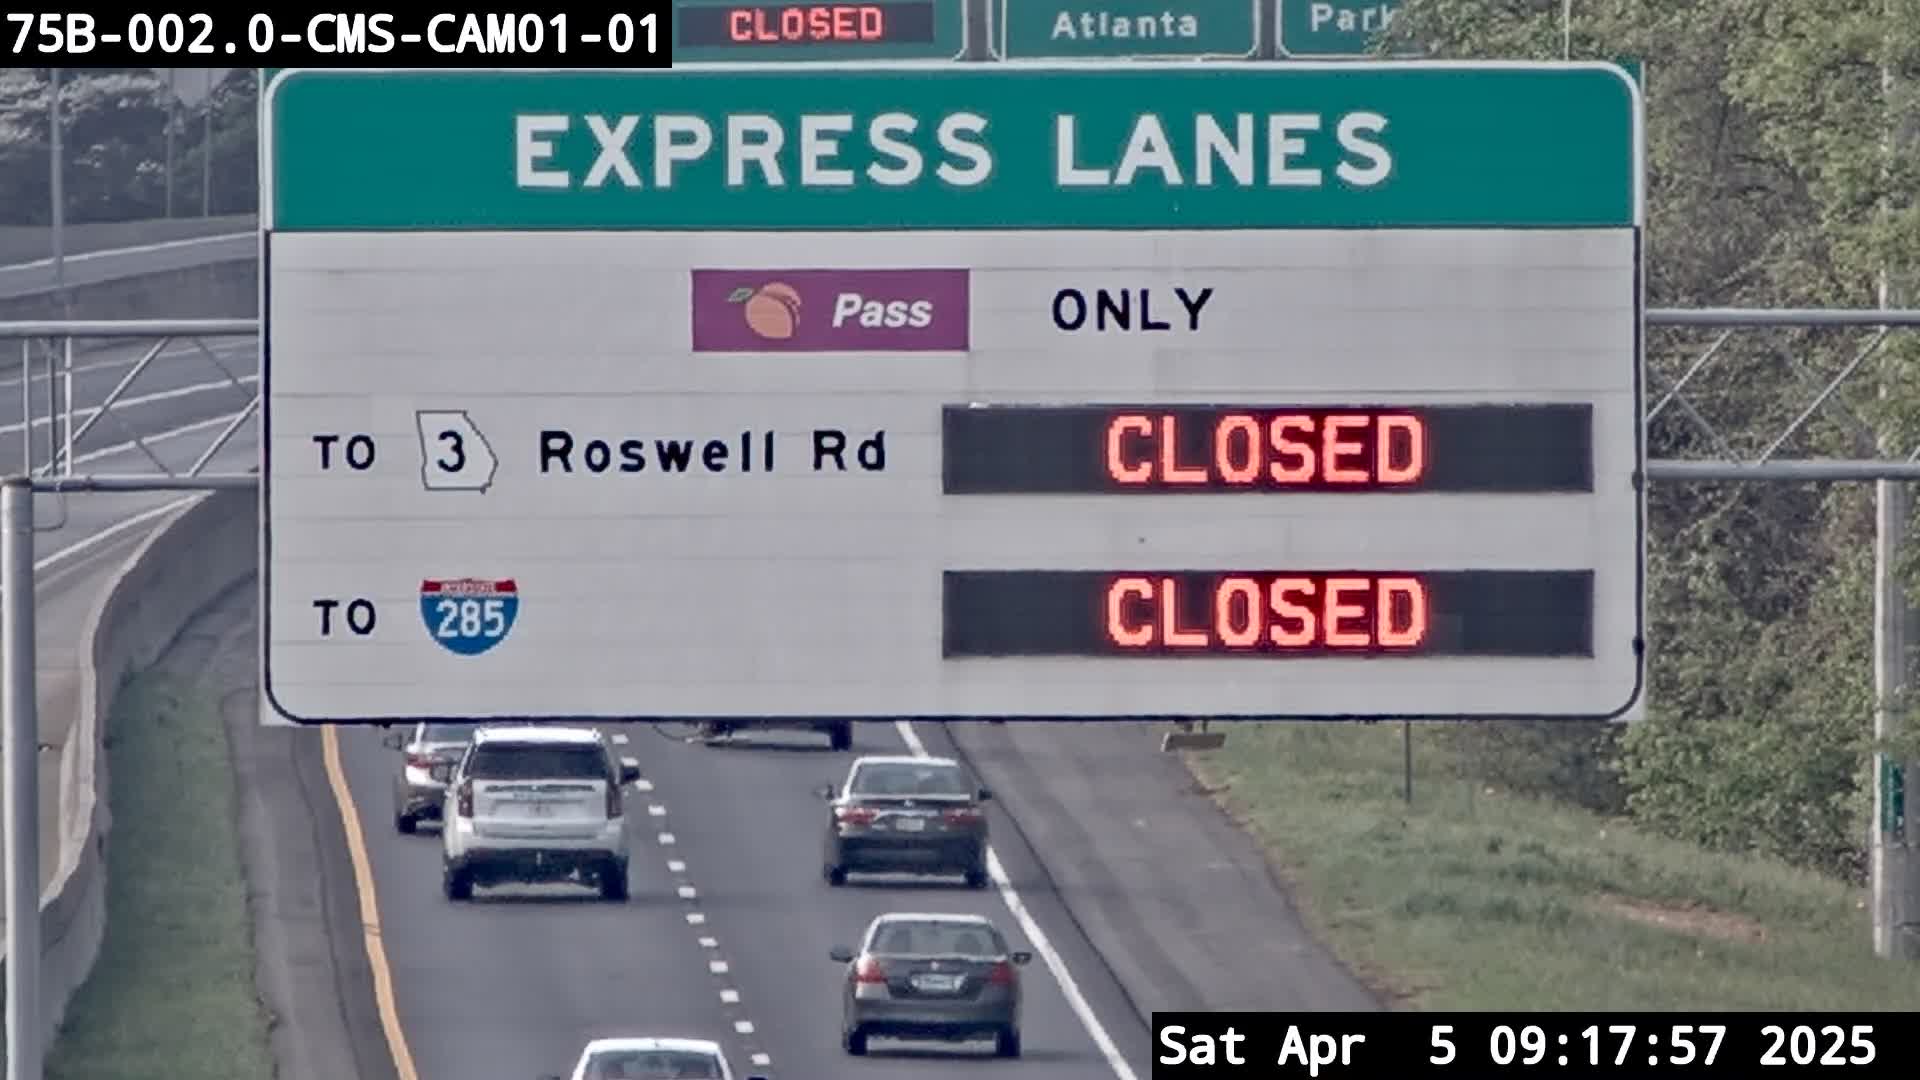 75B-002.0-CMS-CAM01-01
CLOSED
Atlanta
Park
EXPRESS LANES
Pass ONLY
TO 3 Roswell Rd CLOSED
TO 285 CLOSED
Sat Apr 5 09:17:57 2025